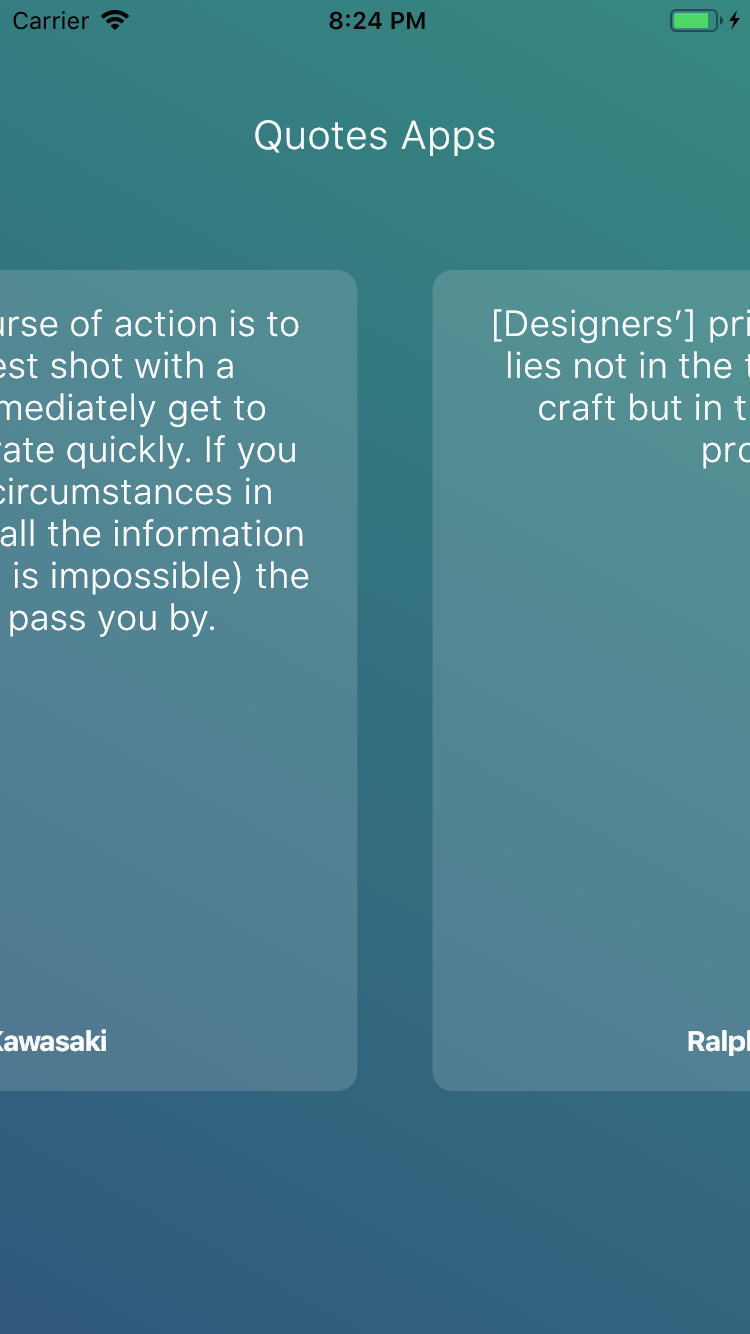 Carrier
8:24 PM
Quotes Apps
urse of action is to
est shot with a
mediately get to
rate quickly. If you
circumstances in
all the information
is impossible) the
pass you by.
Kawasaki
[Designers’] pri
lies not in the t
craft but in t
pro
Ralph